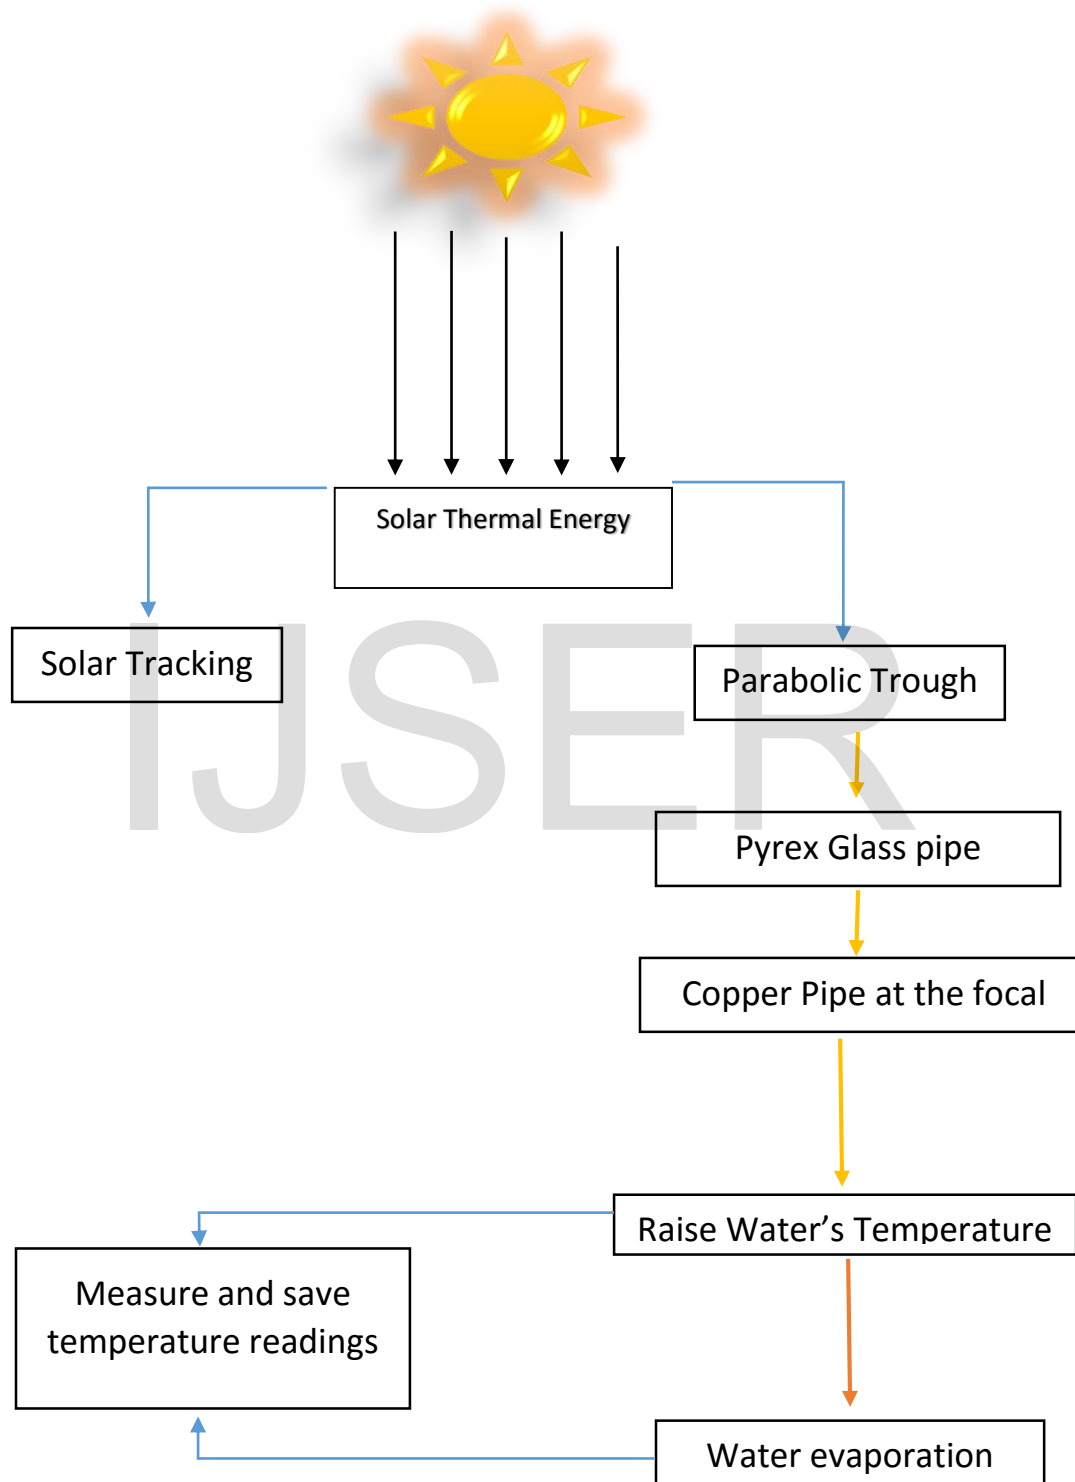 Solar Thermal Energy
Solar Tracking
Parabolic Trough
IJSER
Pyrex Glass pipe
Copper Pipe at the focal
Raise Water’s Temperature
Measure and save
temperature readings
Water evaporation